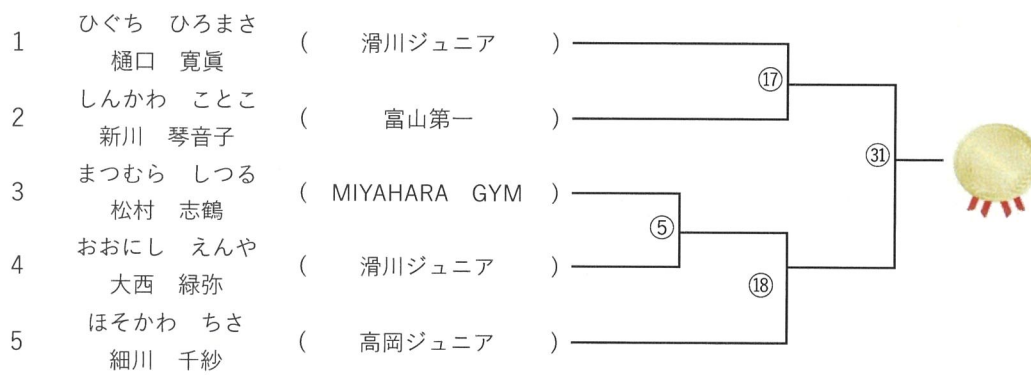 ひぐち　ひろまさ
1 樋口　寛眞 (　滑川ジュニア　)
しんかわ　ことこ
2 新川　琴音子 (　富山第一　)
まつむら　しつる
3 松村　志鶴 (　MIYAHARA　GYM　)
おおにし　えんや
4 大西　緑弥 (　滑川ジュニア　)
ほそかわ　ちさ
5 細川　千紗 (　高岡ジュニア　)
⑰
㉛
⑤
⑱